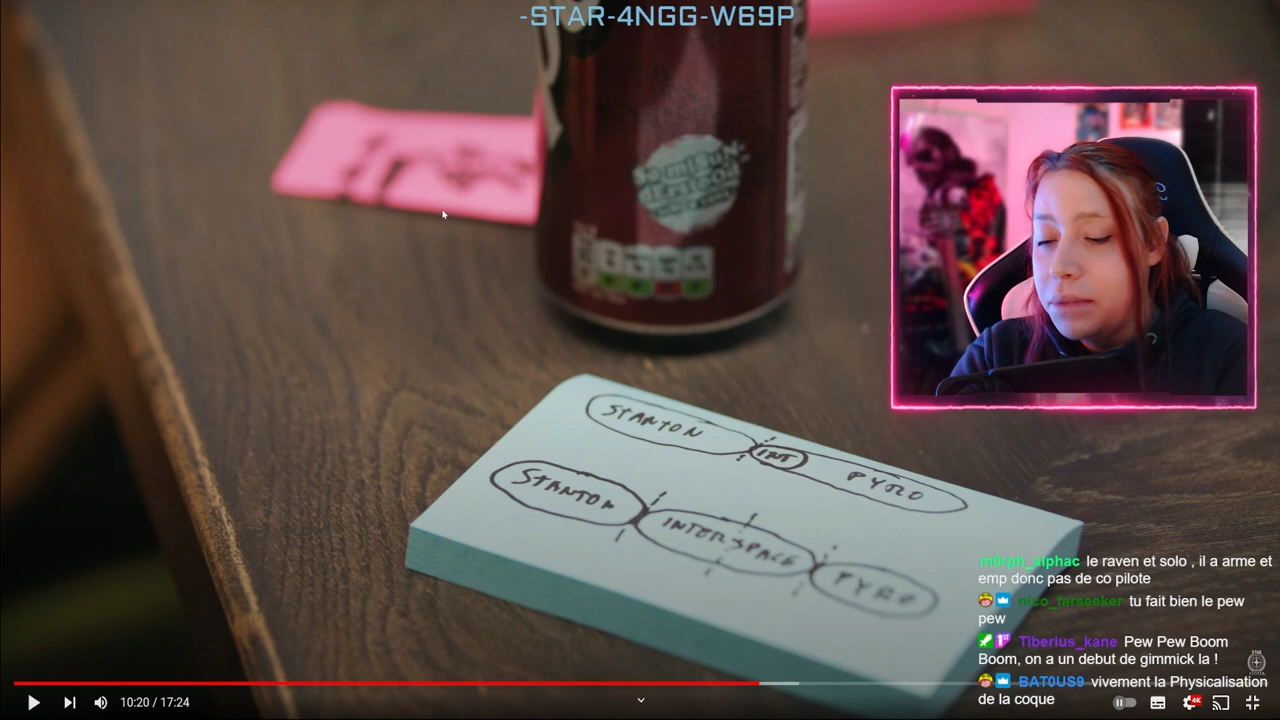 -STAR-4NGG-W69P
STANTON INT PYRO
STANTON INTERSPACE PYRO
m0rph_alphac le raven et solo , il a arme et
emp donc pas de co pilote
nico_farseeker tu fait bien le pew
pew
Tiberius_kane Pew Pew Boom
Boom, on a un debut de gimmick la !
BAT0US9 vivement la Physicalisation
de la coque
10:20 / 17:24
4K